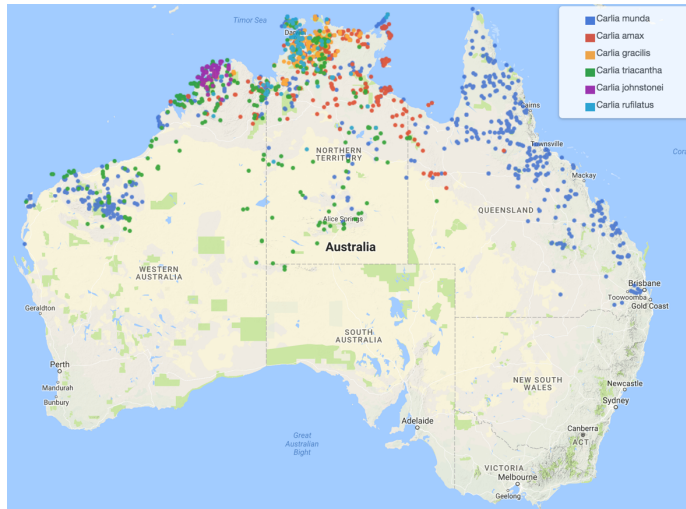 Timor Sea
Carlia munda
Carlia amax
Carlia gracilis
Carlia triacantha
Carlia johnstonei
Carlia rufilatus
Cairns
Townsville
Mackay
NORTHERN
TERRITORY
QUEENSLAND
Alice Springs
Australia
WESTERN
AUSTRALIA
Brisbane
Toowoomba
Gold Coast
Geraldton
SOUTH
AUSTRALIA
Perth
Mandurah
Bunbury
NEW SOUTH
WALES
Newcastle
Sydney
Adelaide
Canberra
ACT
Great
Australian
Bight
VICTORIA
Melbourne
Geelong